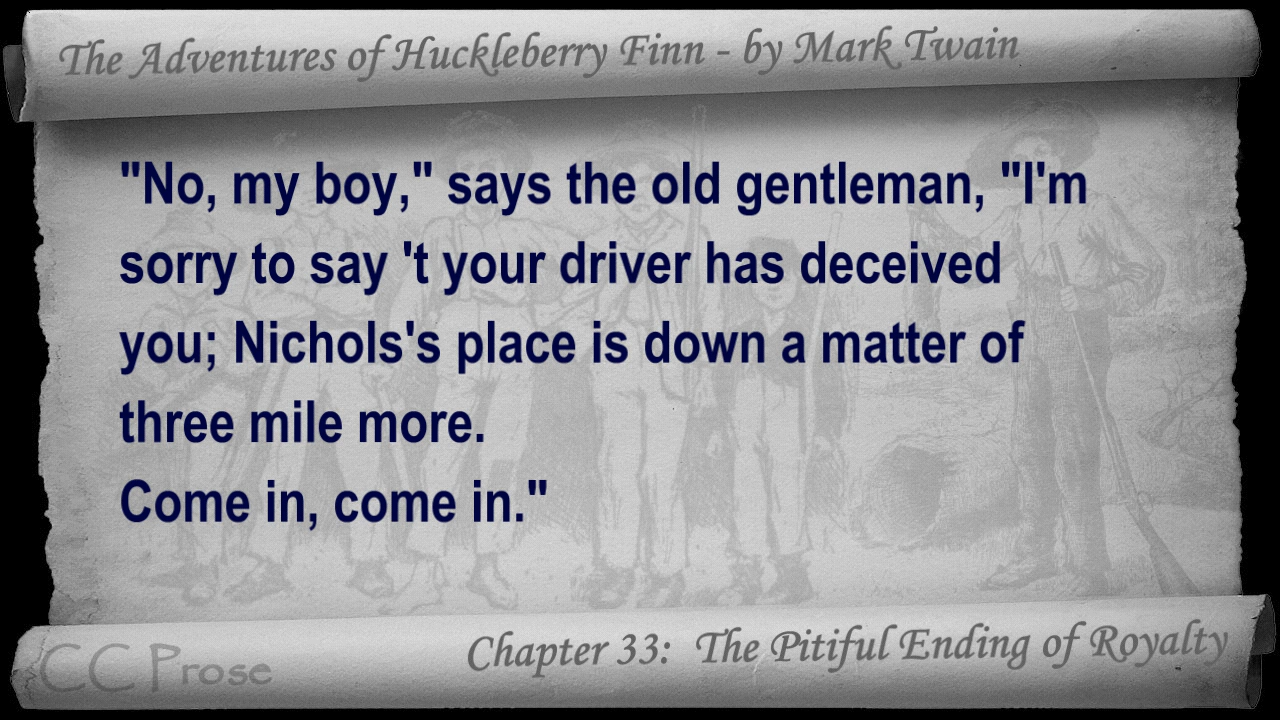 The Adventures of Huckleberry Finn - by Mark Twain
"No, my boy," says the old gentleman, "I'm
sorry to say 't your driver has deceived
you; Nichols's place is down a matter of
three mile more.
Come in, come in."
Chapter 33: The Pitiful Ending of Royalty
CC Prose